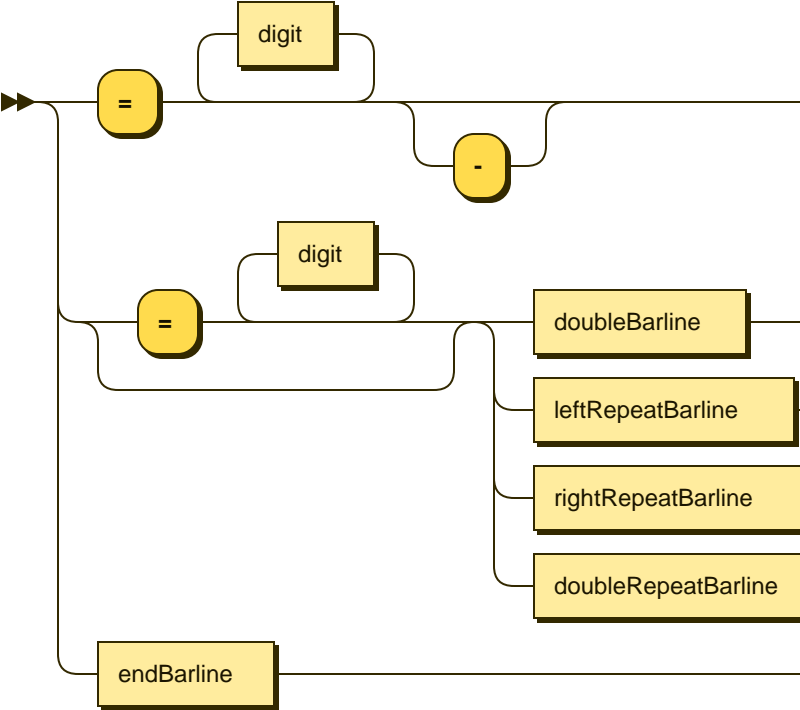 digit
=
-
digit
=
doubleBarline
leftRepeatBarline
rightRepeatBarline
doubleRepeatBarline
endBarline